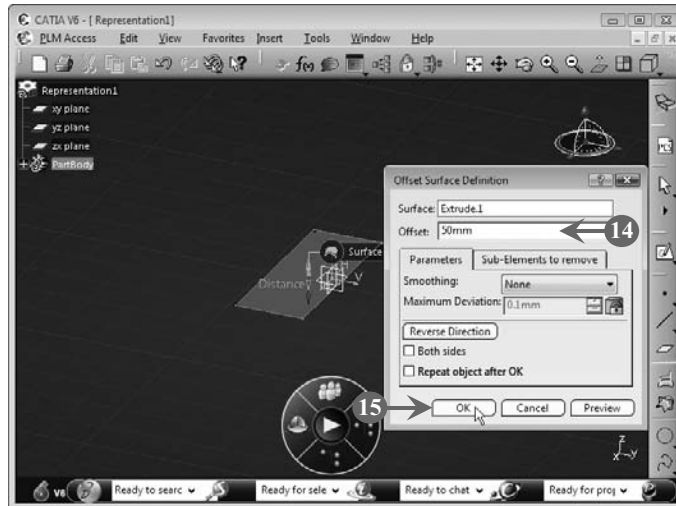 CATIA V6 - [ Representation1]
PLM Access Edit View Favorites Insert Tools Window Help
Representation1
xy plane
yz plane
zx plane
PartBody
Offset Surface Definition
Surface: Extrude.1
Offset: 50mm
14
Parameters Sub-Elements to remove
Smoothing: None
Maximum Deviation: 0.1mm
Reverse Direction
Both sides
Repeat object after OK
15
OK Cancel Preview
Surface
Distance
H
V
z
x y
V6 Ready to searc Ready for sele Ready to chat Ready for proj